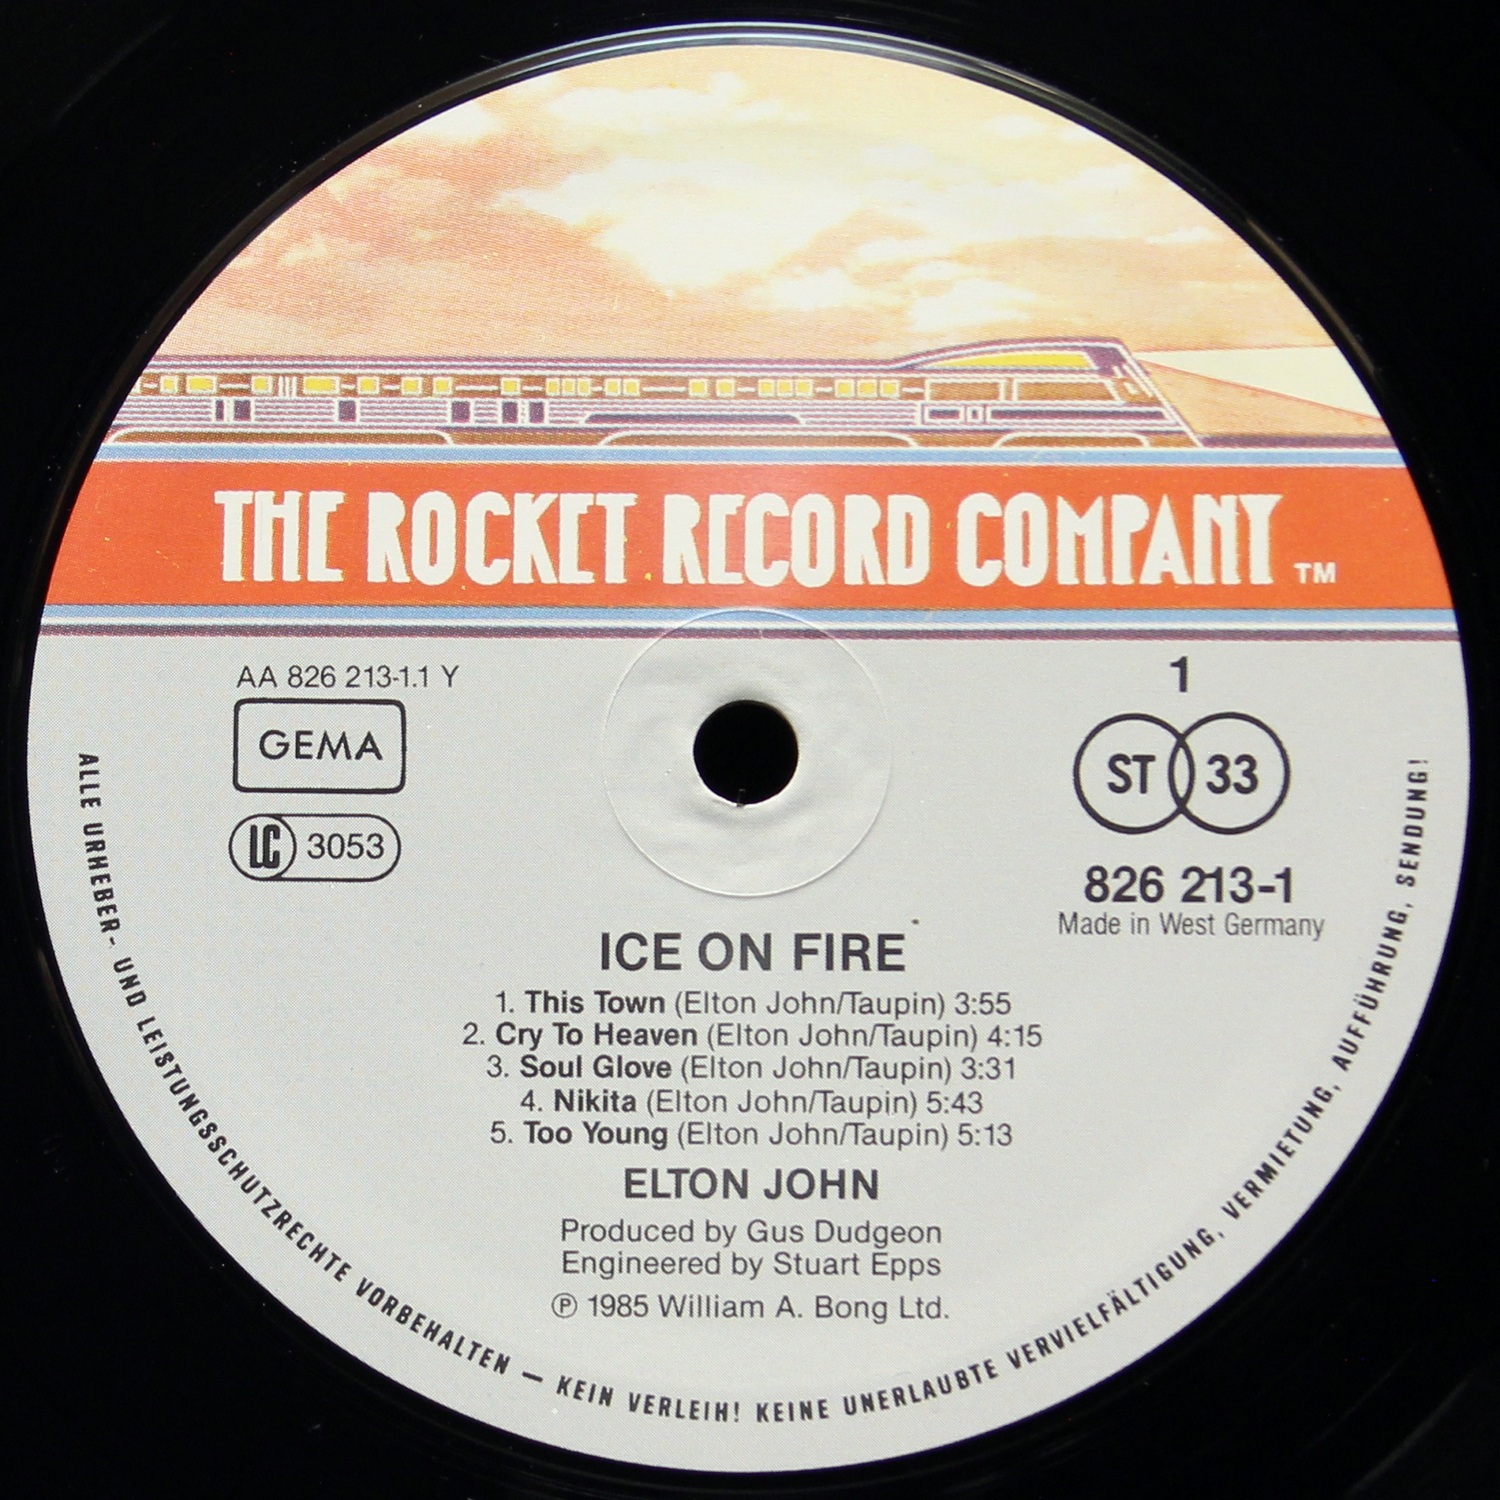 THE ROCKET RECORD COMPANY TM
AA 826 213-1.1 Y
GEMA
LC 3053
1
ST 33
826 213-1
Made in West Germany
ICE ON FIRE
1. This Town (Elton John/Taupin) 3:55
2. Cry To Heaven (Elton John/Taupin) 4:15
3. Soul Glove (Elton John/Taupin) 3:31
4. Nikita (Elton John/Taupin) 5:43
5. Too Young (Elton John/Taupin) 5:13
ELTON JOHN
Produced by Gus Dudgeon
Engineered by Stuart Epps
℗ 1985 William A. Bong Ltd.
ALLE URHEBER- UND LEISTUNGSSCHUTZRECHTE VORBEHALTEN — KEIN VERLEIH! KEINE UNERLAUBTE VERVIELFÄLTIGUNG, VERMIETUNG, AUFFÜHRUNG, SENDUNG!